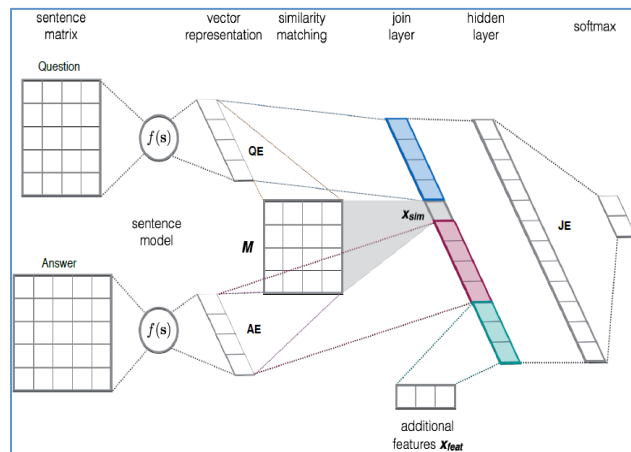 sentence matrix
vector representation
similarity matching
join layer
hidden layer
softmax
Question
f(s)
QE
sentence model
M
x_sim
JE
Answer
f(s)
AE
additional features x_feat